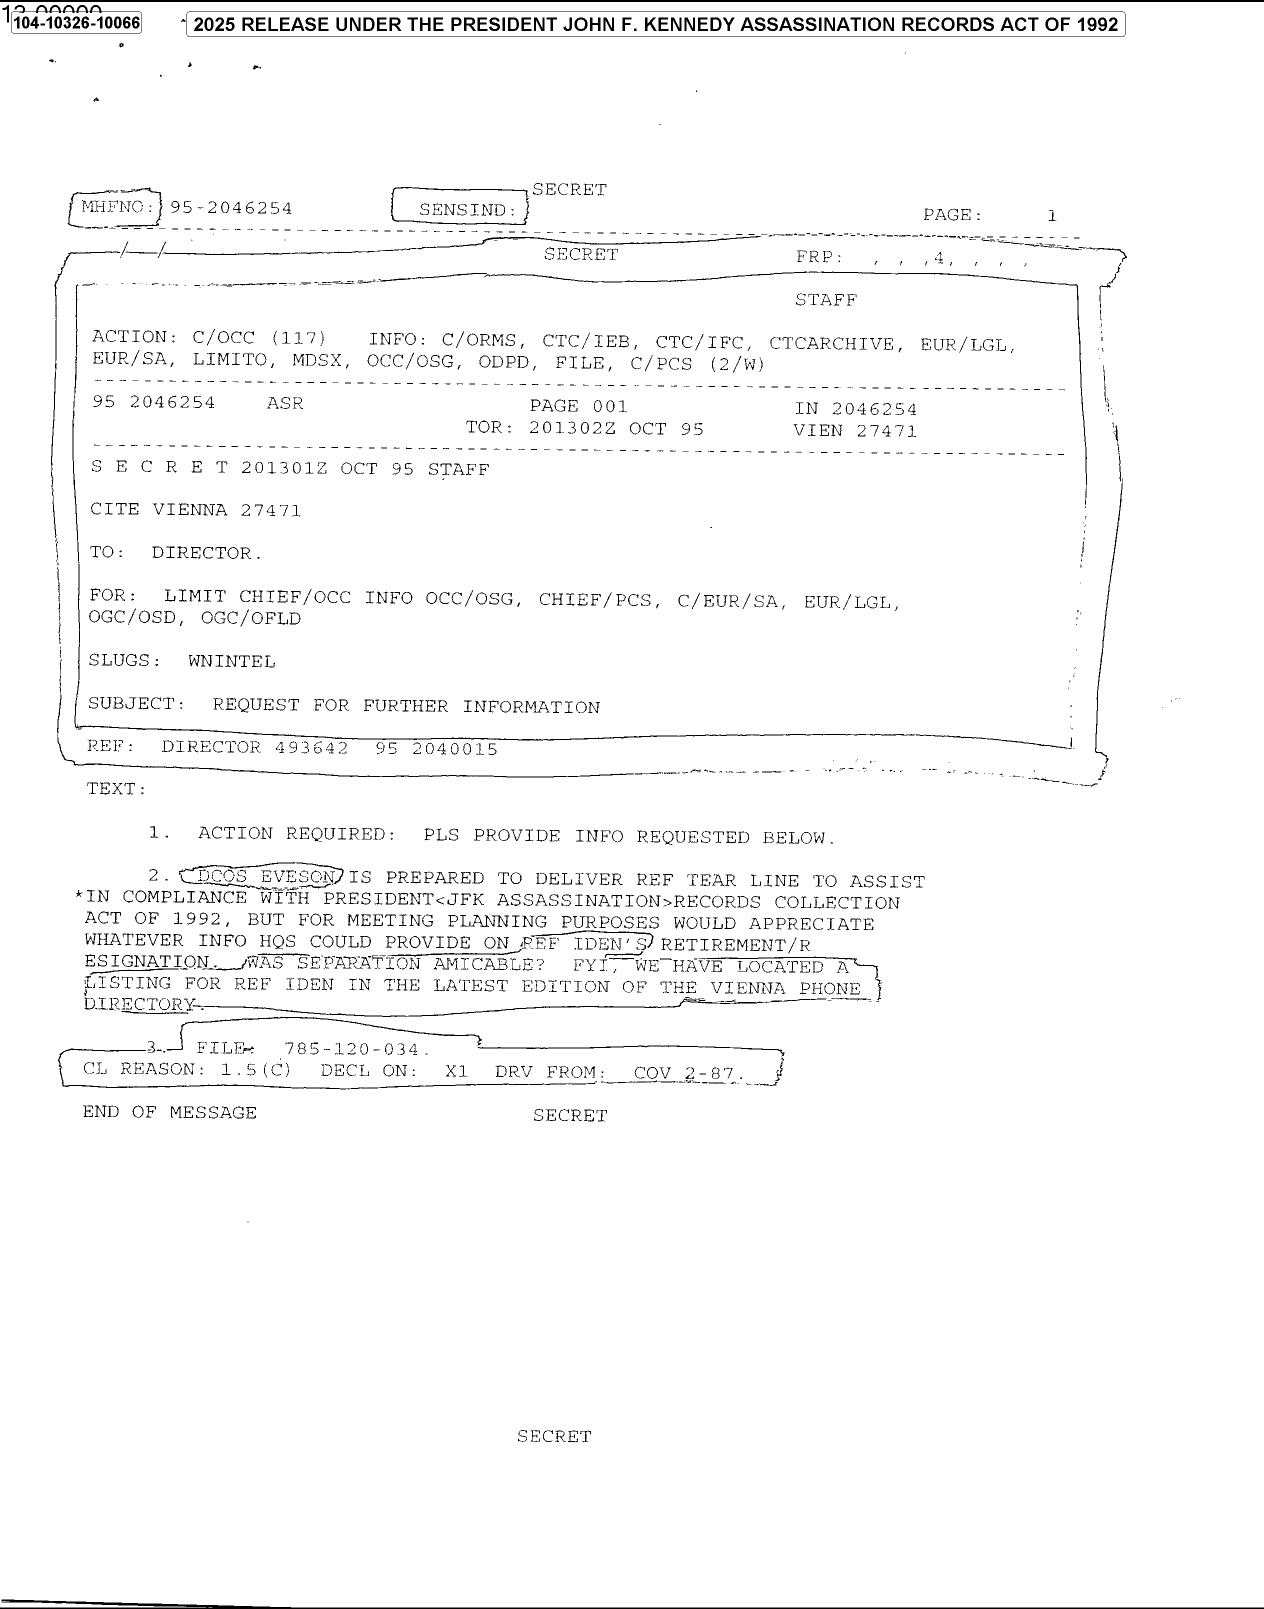 13-00000
104-10326-10066
2025 RELEASE UNDER THE PRESIDENT JOHN F. KENNEDY ASSASSINATION RECORDS ACT OF 1992
SECRET
MHFNO: 95-2046254 SENSIND:
PAGE: 1
SECRET FRP: , , ,4, , , ,
STAFF
ACTION: C/OCC (117) INFO: C/ORMS, CTC/IEB, CTC/IFC, CTCARCHIVE, EUR/LGL,
EUR/SA, LIMITO, MDSX, OCC/OSG, ODPD, FILE, C/PCS (2/W)
95 2046254 ASR PAGE 001 IN 2046254
TOR: 201302Z OCT 95 VIEN 27471
S E C R E T 201301Z OCT 95 STAFF
CITE VIENNA 27471
TO: DIRECTOR.
FOR: LIMIT CHIEF/OCC INFO OCC/OSG, CHIEF/PCS, C/EUR/SA, EUR/LGL,
OGC/OSD, OGC/OFLD
SLUGS: WNINTEL
SUBJECT: REQUEST FOR FURTHER INFORMATION
REF: DIRECTOR 493642 95 2040015
TEXT:
1. ACTION REQUIRED: PLS PROVIDE INFO REQUESTED BELOW.
2. DCOS EVESON IS PREPARED TO DELIVER REF TEAR LINE TO ASSIST
*IN COMPLIANCE WITH PRESIDENT<JFK ASSASSINATION>RECORDS COLLECTION
ACT OF 1992, BUT FOR MEETING PLANNING PURPOSES WOULD APPRECIATE
WHATEVER INFO HQS COULD PROVIDE ON REF IDEN'S RETIREMENT/R
ESIGNATION. WAS SEPARATION AMICABLE? FYI, WE HAVE LOCATED A
LISTING FOR REF IDEN IN THE LATEST EDITION OF THE VIENNA PHONE
DIRECTORY.
3. FILE: 785-120-034.
CL REASON: 1.5(C) DECL ON: X1 DRV FROM: COV 2-87.
END OF MESSAGE SECRET
SECRET